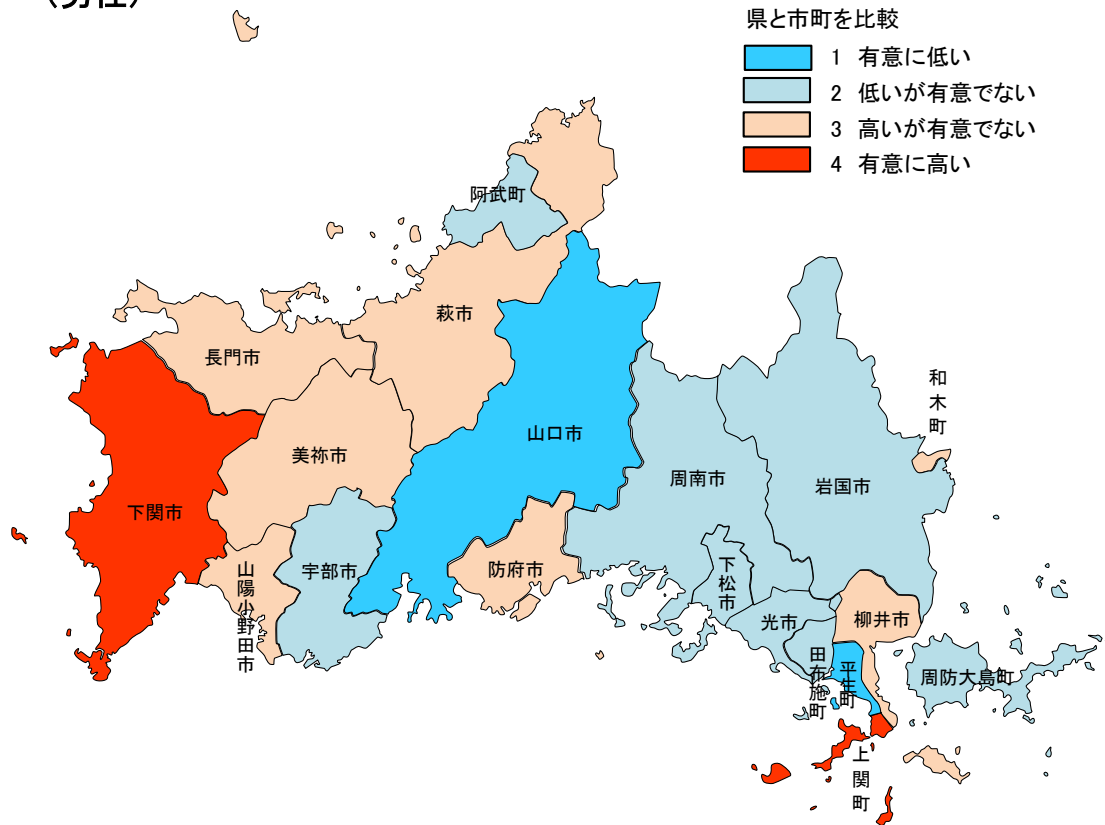 県と市町を比較
1 有意に低い
2 低いが有意でない
3 高いが有意でない
4 有意に高い
阿武町
萩市
長門市
和木町
山口市
美祢市
周南市
岩国市
下関市
宇部市
防府市
山陽小野田市
下松市
光市
柳井市
田布施町
平生町
周防大島町
上関町